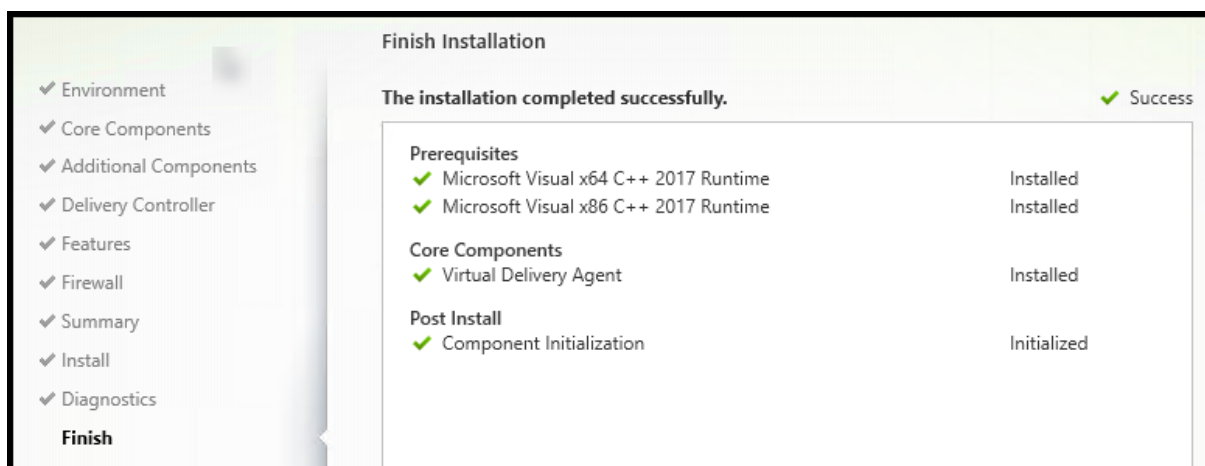 Finish Installation
Environment
Core Components
Additional Components
Delivery Controller
Features
Firewall
Summary
Install
Diagnostics
Finish
The installation completed successfully.
Success
Prerequisites
Microsoft Visual x64 C++ 2017 Runtime Installed
Microsoft Visual x86 C++ 2017 Runtime Installed
Core Components
Virtual Delivery Agent Installed
Post Install
Component Initialization Initialized